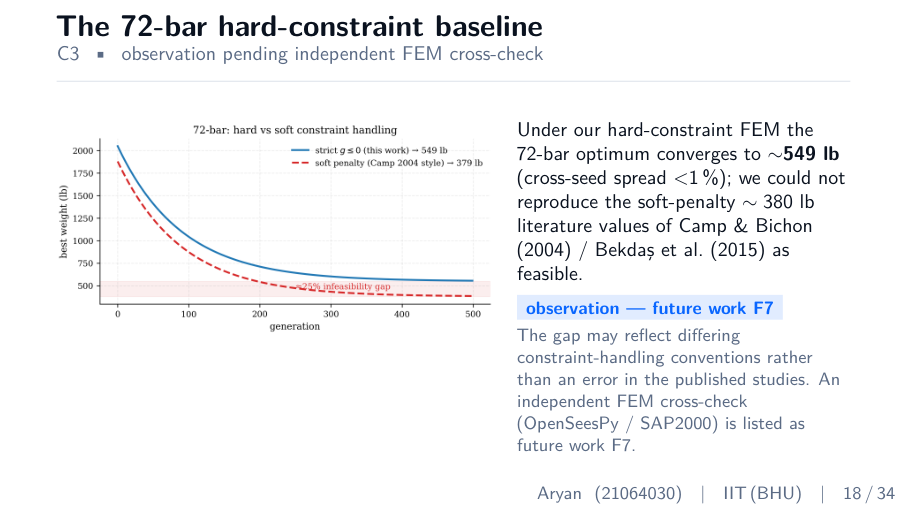 The 72-bar hard-constraint baseline
C3 ▪ observation pending independent FEM cross-check
72-bar: hard vs soft constraint handling
strict g ≤ 0 (this work) → 549 lb
soft penalty (Camp 2004 style) → 379 lb
best weight (lb)
2000
1750
1500
1250
1000
750
500
~25% infeasibility gap
0 100 200 300 400 500
generation
Under our hard-constraint FEM the
72-bar optimum converges to ∼549 lb
(cross-seed spread <1 %); we could not
reproduce the soft-penalty ∼ 380 lb
literature values of Camp & Bichon
(2004) / Bekdaş et al. (2015) as
feasible.
observation — future work F7
The gap may reflect differing
constraint-handling conventions rather
than an error in the published studies. An
independent FEM cross-check
(OpenSeesPy / SAP2000) is listed as
future work F7.
Aryan (21064030) | IIT (BHU) | 18 / 34